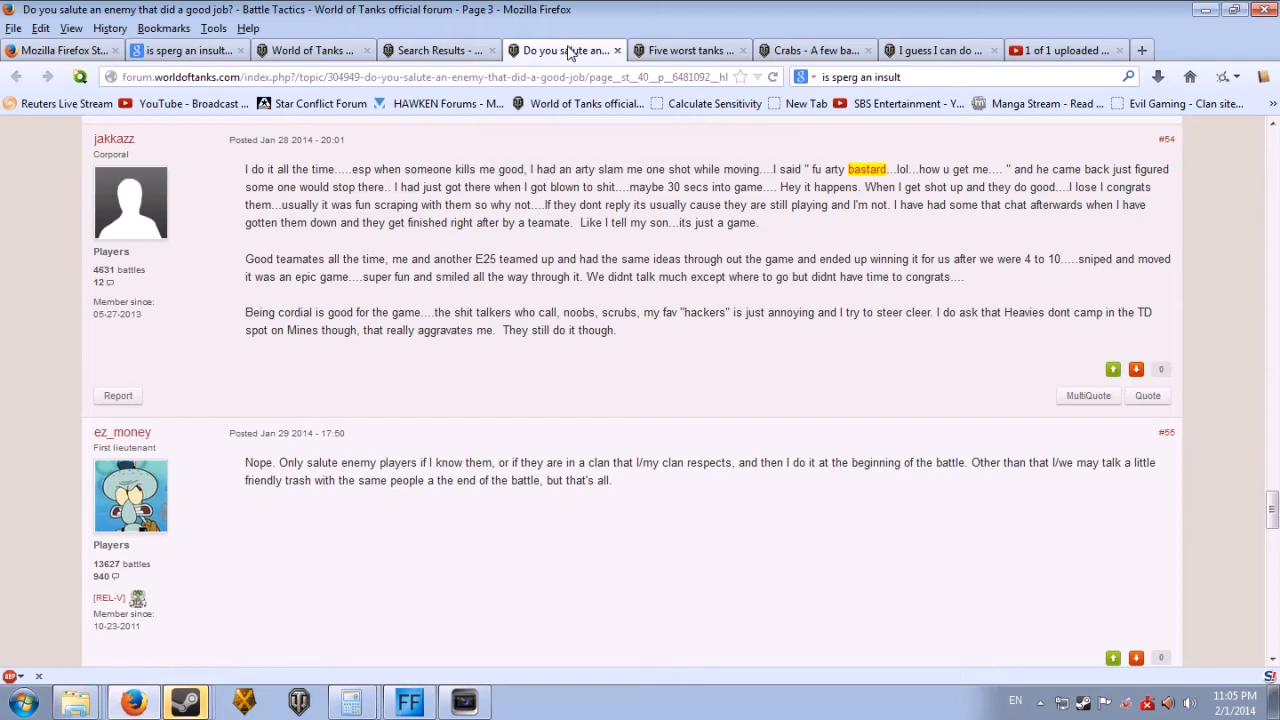 Do you salute an enemy that did a good job? - Battle Tactics - World of Tanks official forum - Page 3 - Mozilla Firefox
File Edit View History Bookmarks Tools Help
Mozilla Firefox St... is sperg an insult... World of Tanks ... Search Results - ... Do you salute an... Five worst tanks ... Crabs - A few ba... I guess I can do ... 1 of 1 uploaded ...
forum.worldoftanks.com/index.php?/topic/304949-do-you-salute-an-enemy-that-did-a-good-job/page__st__40__p__6481092__hl is sperg an insult
Reuters Live Stream YouTube - Broadcast ... Star Conflict Forum HAWKEN Forums - M... World of Tanks official... Calculate Sensitivity New Tab SBS Entertainment - Y... Manga Stream - Read ... Evil Gaming - Clan site...
jakkazz Posted Jan 28 2014 - 20:01 #54
Corporal
I do it all the time.....esp when someone kills me good, I had an arty slam me one shot while moving....I said " fu arty bastard...lol...how u get me.... " and he came back just figured
some one would stop there.. I had just got there when I got blown to shit....maybe 30 secs into game.... Hey it happens. When I get shot up and they do good....I lose I congrats
them...usually it was fun scraping with them so why not....If they dont reply its usually cause they are still playing and I'm not. I have had some that chat afterwards when I have
gotten them down and they get finished right after by a teamate. Like I tell my son...its just a game.
Players
4631 battles
12
Member since:
05-27-2013
Good teamates all the time, me and another E25 teamed up and had the same ideas through out the game and ended up winning it for us after we were 4 to 10.....sniped and moved
it was an epic game....super fun and smiled all the way through it. We didnt talk much except where to go but didnt have time to congrats....
Being cordial is good for the game....the shit talkers who call, noobs, scrubs, my fav "hackers" is just annoying and I try to steer cleer. I do ask that Heavies dont camp in the TD
spot on Mines though, that really aggravates me. They still do it though.
0
Report MultiQuote Quote
ez_money Posted Jan 29 2014 - 17:50 #55
First lieutenant
Nope. Only salute enemy players if I know them, or if they are in a clan that I/my clan respects, and then I do it at the beginning of the battle. Other than that I/we may talk a little
friendly trash with the same people a the end of the battle, but that's all.
Players
13627 battles
940
[REL-V]
Member since:
10-23-2011
0
ABP
FF EN 11:05 PM
2/1/2014